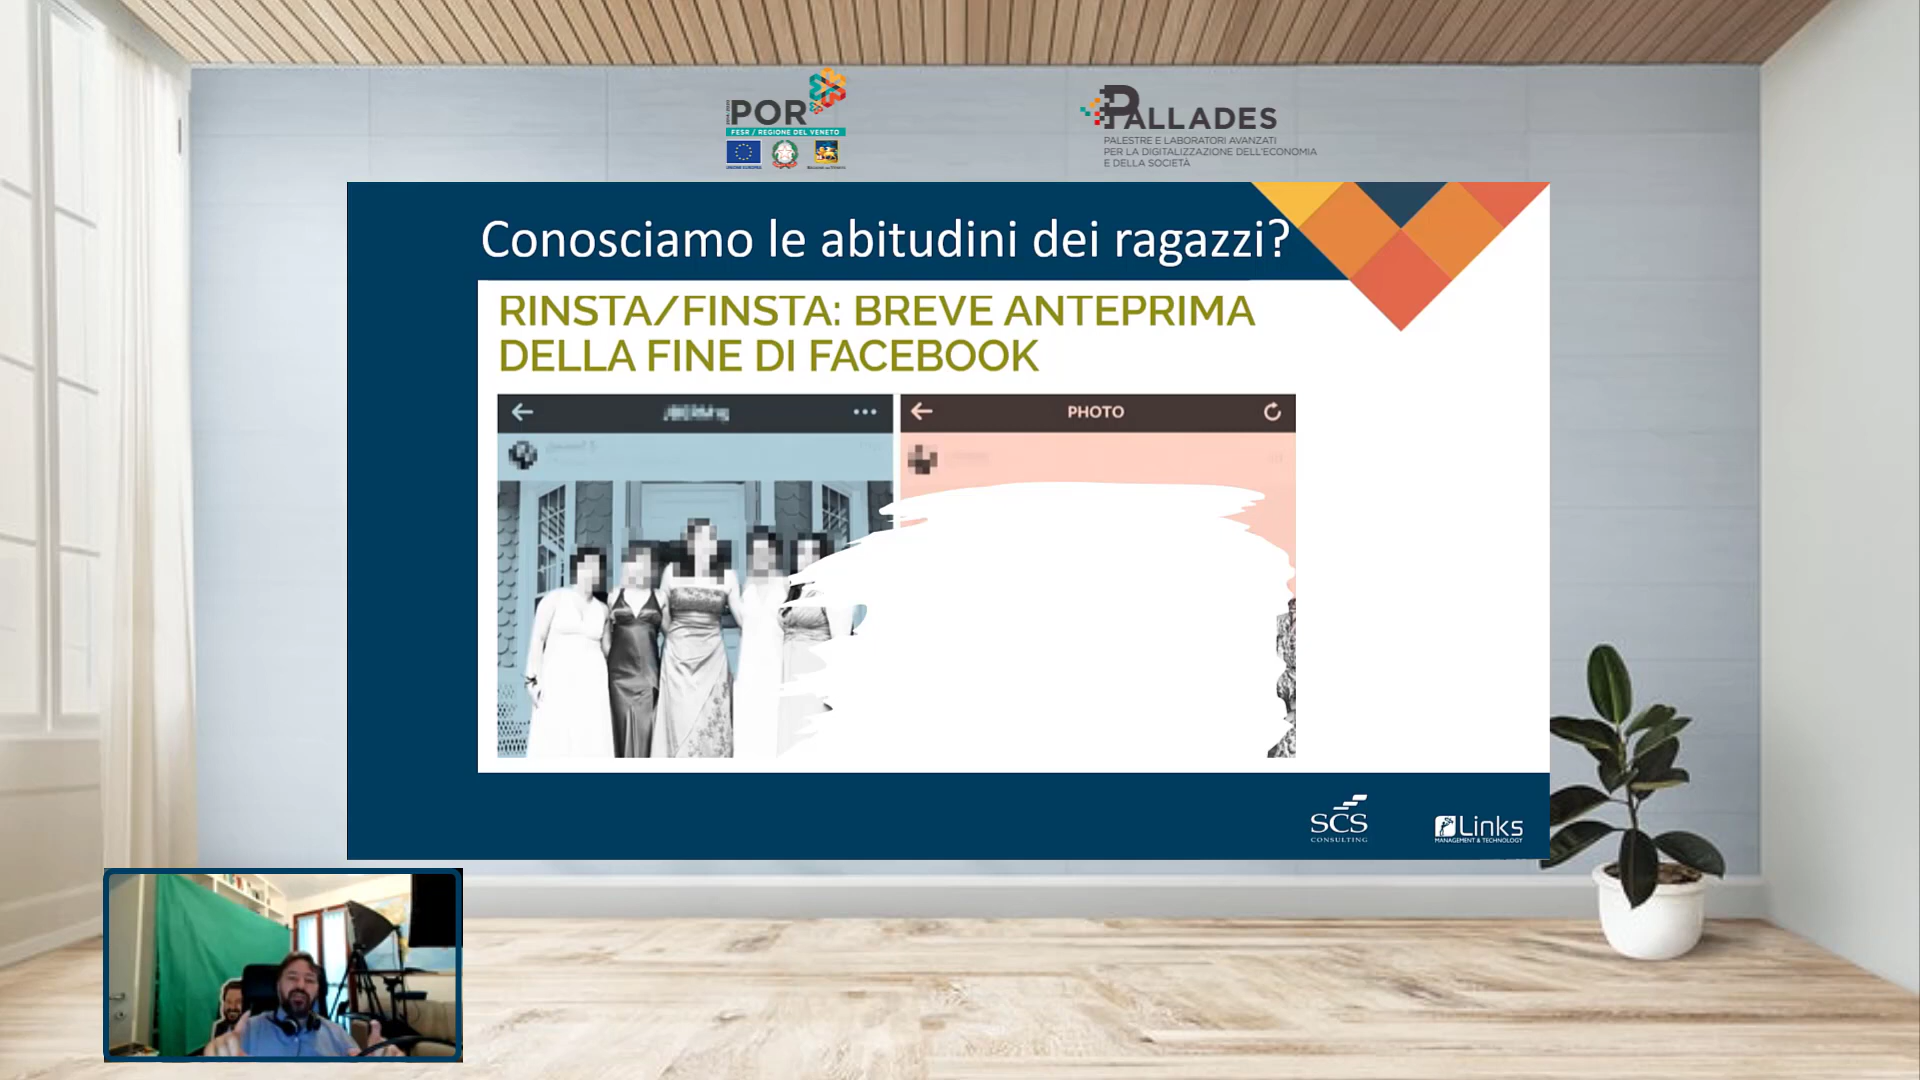 POR
FESR / REGIONE DEL VENETO
PALLADES
PALESTRE E LABORATORI AVANZATI
PER LA DIGITALIZZAZIONE DELL'ECONOMIA
E DELLA SOCIETÀ
Conosciamo le abitudini dei ragazzi?
RINSTA/FINSTA: BREVE ANTEPRIMA
DELLA FINE DI FACEBOOK
PHOTO
SCS
CONSULTING
Links
MANAGEMENT & TECHNOLOGY